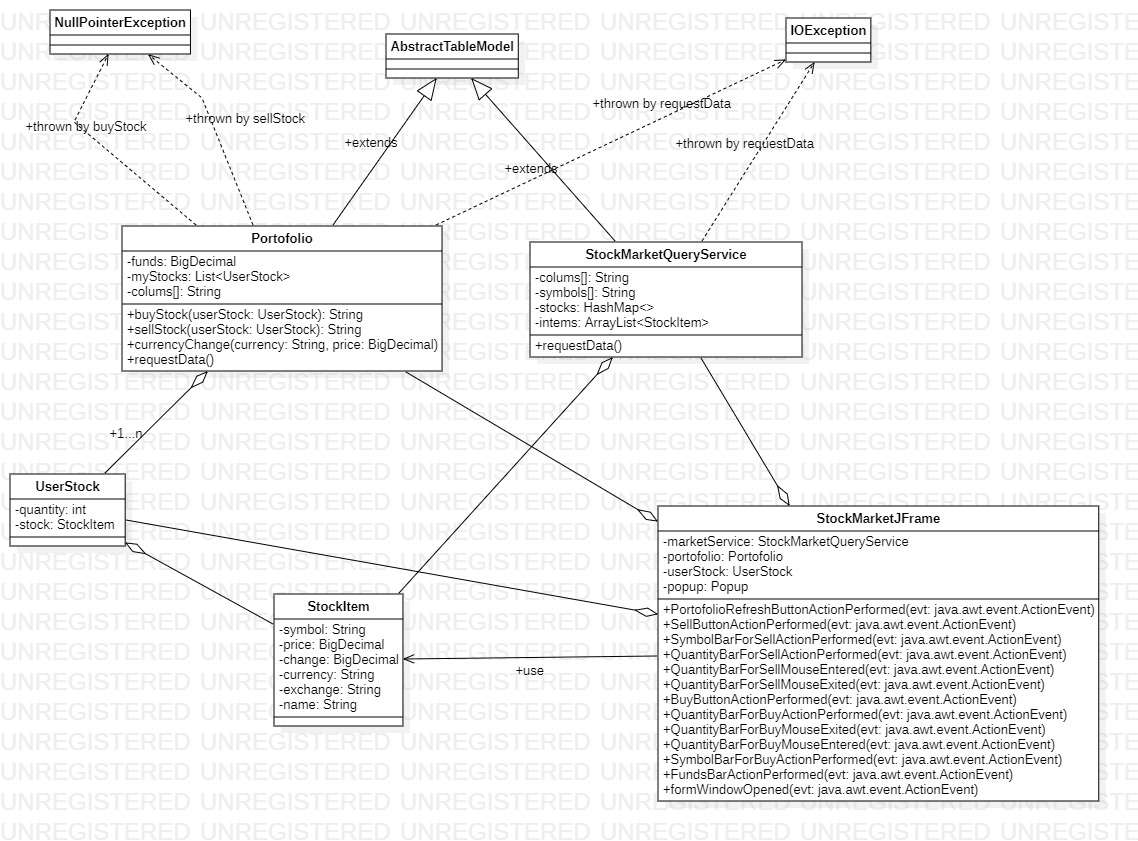 NullPointerException
AbstractTableModel
IOException
+thrown by buyStock
+thrown by sellStock
+extends
+extends
+thrown by requestData
+thrown by requestData
Portofolio
-funds: BigDecimal
-myStocks: List<UserStock>
-colums[]: String
+buyStock(userStock: UserStock): String
+sellStock(userStock: UserStock): String
+currencyChange(currency: String, price: BigDecimal)
+requestData()
StockMarketQueryService
-colums[]: String
-symbols[]: String
-stocks: HashMap<>
-intems: ArrayList<StockItem>
+requestData()
+1...n
UserStock
-quantity: int
-stock: StockItem
StockItem
-symbol: String
-price: BigDecimal
-change: BigDecimal
-currency: String
-exchange: String
-name: String
+use
StockMarketJFrame
-marketService: StockMarketQueryService
-portofolio: Portofolio
-userStock: UserStock
-popup: Popup
+PortofolioRefreshButtonActionPerformed(evt: java.awt.event.ActionEvent)
+SellButtonActionPerformed(evt: java.awt.event.ActionEvent)
+SymbolBarForSellActionPerformed(evt: java.awt.event.ActionEvent)
+QuantityBarForSellActionPerformed(evt: java.awt.event.ActionEvent)
+QuantityBarForSellMouseEntered(evt: java.awt.event.ActionEvent)
+QuantityBarForSellMouseExited(evt: java.awt.event.ActionEvent)
+BuyButtonActionPerformed(evt: java.awt.event.ActionEvent)
+QuantityBarForBuyActionPerformed(evt: java.awt.event.ActionEvent)
+QuantityBarForBuyMouseExited(evt: java.awt.event.ActionEvent)
+QuantityBarForBuyMouseEntered(evt: java.awt.event.ActionEvent)
+SymbolBarForBuyActionPerformed(evt: java.awt.event.ActionEvent)
+FundsBarActionPerformed(evt: java.awt.event.ActionEvent)
+formWindowOpened(evt: java.awt.event.ActionEvent)
UNREGISTERED